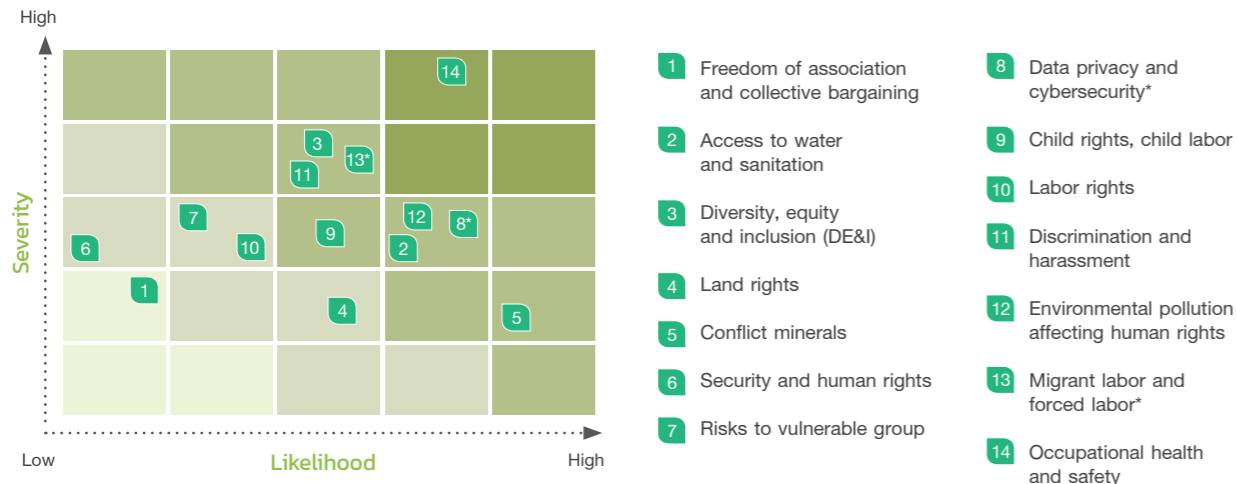 High
14
3
13*
11
7
12
8*
6
10
9
2
1
4
5
Severity
Low
Likelihood
High
1 Freedom of association
and collective bargaining
2 Access to water
and sanitation
3 Diversity, equity
and inclusion (DE&I)
4 Land rights
5 Conflict minerals
6 Security and human rights
7 Risks to vulnerable group
8 Data privacy and
cybersecurity*
9 Child rights, child labor
10 Labor rights
11 Discrimination and
harassment
12 Environmental pollution
affecting human rights
13 Migrant labor and
forced labor*
14 Occupational health
and safety